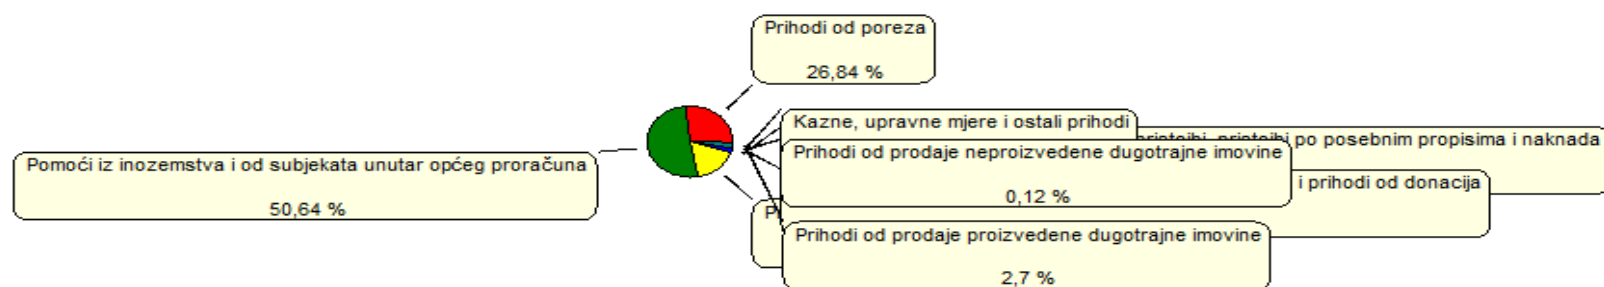 Prihodi od poreza
26,84 %
Kazne, upravne mjere i ostali prihodi
pristojbi, pristojbi po posebnim propisima i naknada
Pomoći iz inozemstva i od subjekata unutar općeg proračuna
50,64 %
Prihodi od prodaje neproizvedene dugotrajne imovine
0,12 %
i prihodi od donacija
P
Prihodi od prodaje proizvedene dugotrajne imovine
2,7 %